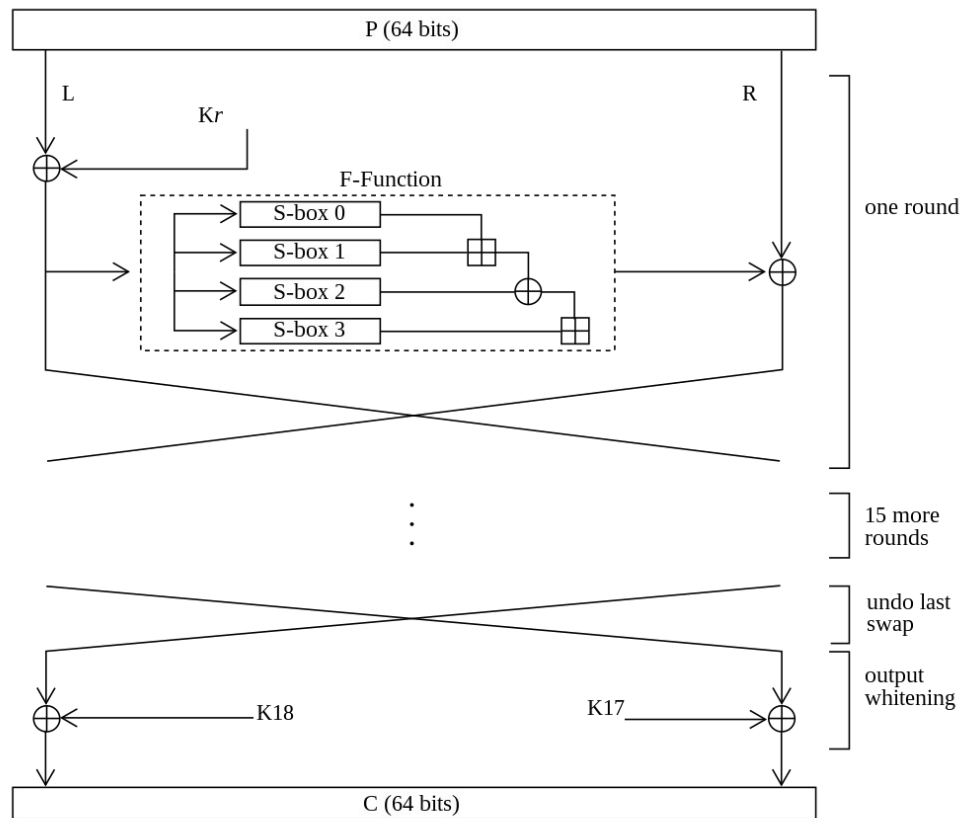 P (64 bits)
L
R
Kr
F-Function
S-box 0
S-box 1
S-box 2
S-box 3
one round
15 more
rounds
undo last
swap
output
whitening
K18
K17
C (64 bits)